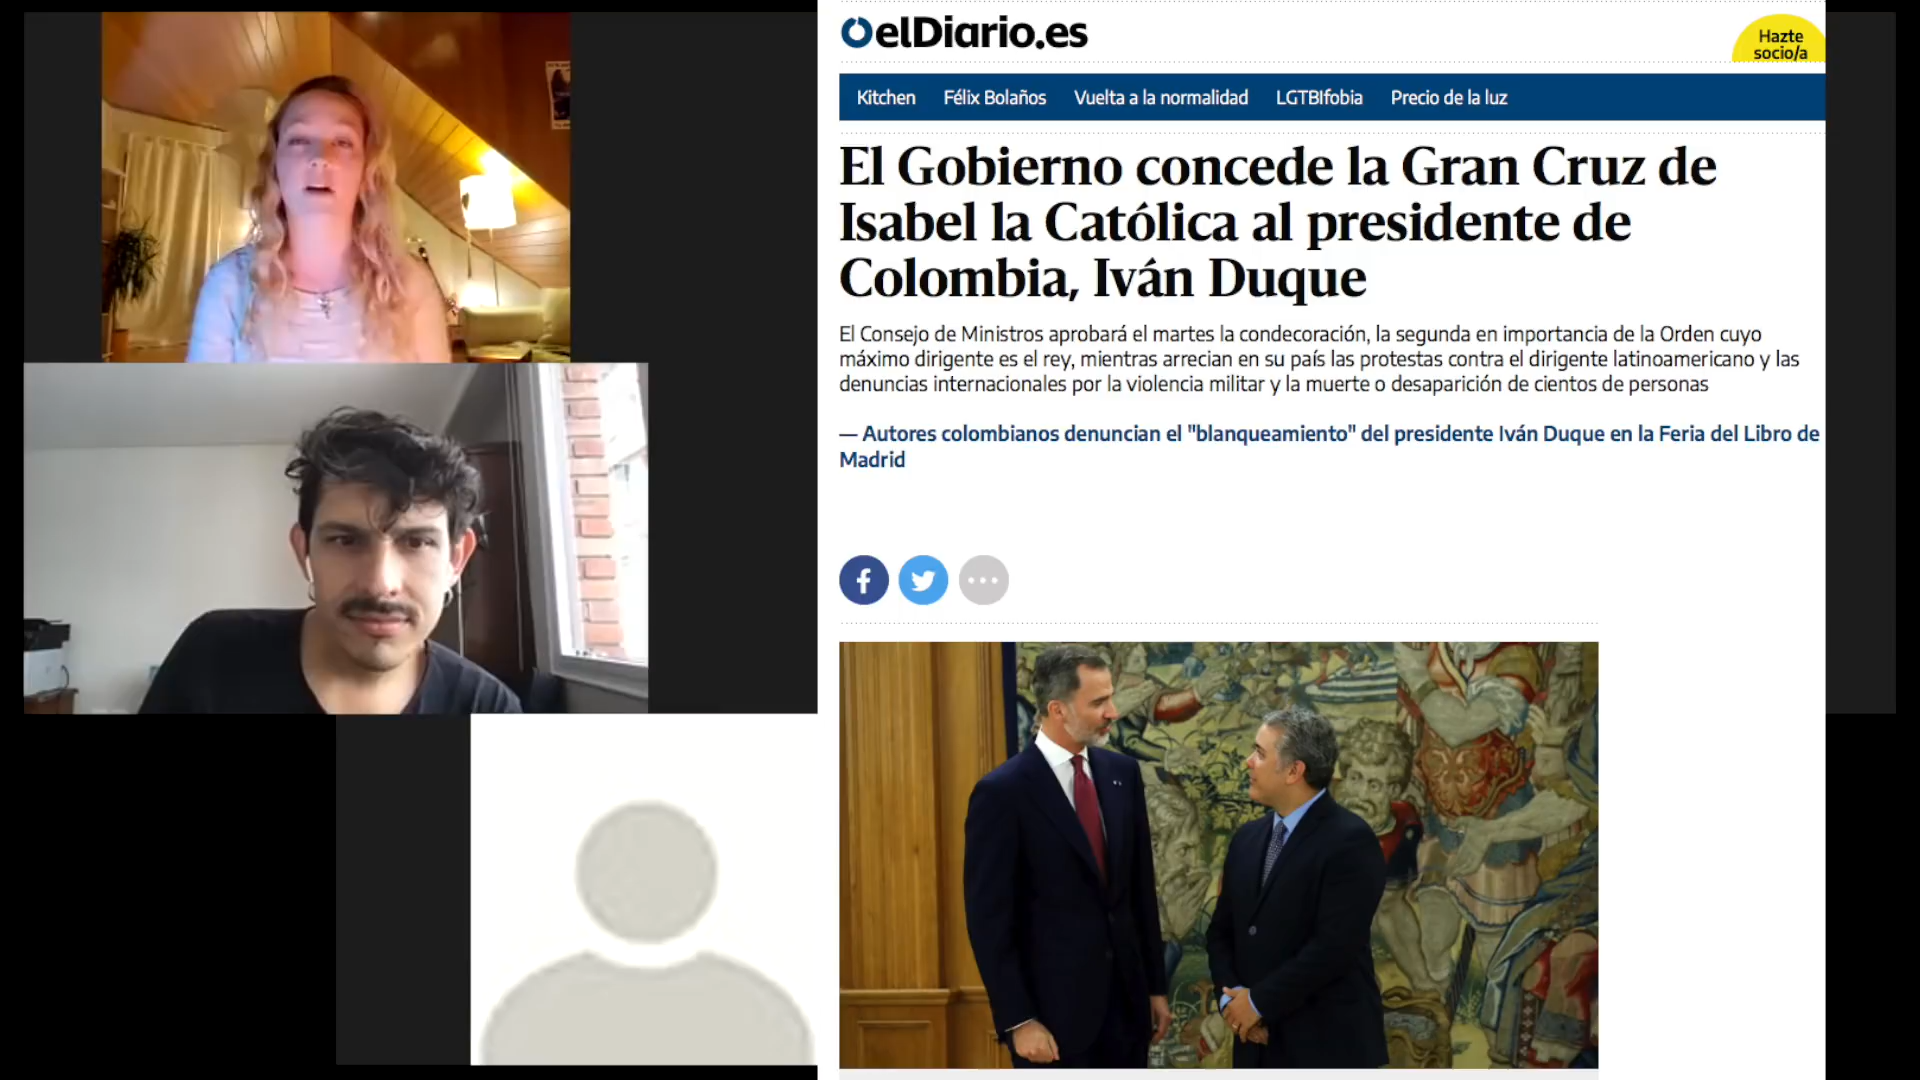 elDiario.es
Hazte
socio/a
Kitchen Félix Bolaños Vuelta a la normalidad LGTBIfobia Precio de la luz
El Gobierno concede la Gran Cruz de
Isabel la Católica al presidente de
Colombia, Iván Duque
El Consejo de Ministros aprobará el martes la condecoración, la segunda en importancia de la Orden cuyo
máximo dirigente es el rey, mientras arrecian en su país las protestas contra el dirigente latinoamericano y las
denuncias internacionales por la violencia militar y la muerte o desaparición de cientos de personas
— Autores colombianos denuncian el "blanqueamiento" del presidente Iván Duque en la Feria del Libro de
Madrid